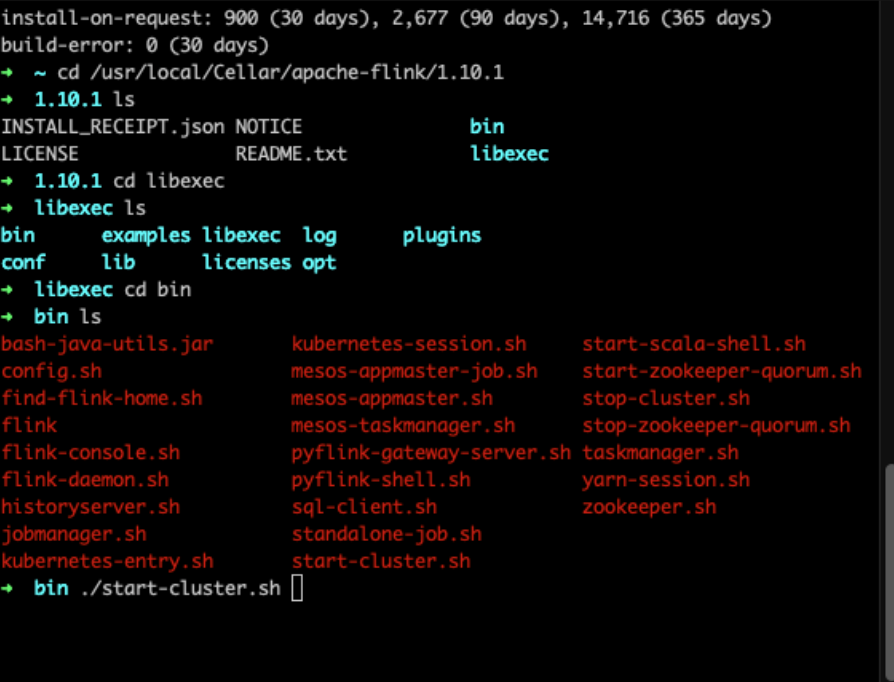 install-on-request: 900 (30 days), 2,677 (90 days), 14,716 (365 days)
build-error: 0 (30 days)
➜ ~ cd /usr/local/Cellar/apache-flink/1.10.1
➜ 1.10.1 ls
INSTALL_RECEIPT.json NOTICE bin
LICENSE README.txt libexec
➜ 1.10.1 cd libexec
➜ libexec ls
bin examples libexec log plugins
conf lib licenses opt
➜ libexec cd bin
➜ bin ls
bash-java-utils.jar kubernetes-session.sh start-scala-shell.sh
config.sh mesos-appmaster-job.sh start-zookeeper-quorum.sh
find-flink-home.sh mesos-appmaster.sh stop-cluster.sh
flink mesos-taskmanager.sh stop-zookeeper-quorum.sh
flink-console.sh pyflink-gateway-server.sh taskmanager.sh
flink-daemon.sh pyflink-shell.sh yarn-session.sh
historyserver.sh sql-client.sh zookeeper.sh
jobmanager.sh standalone-job.sh
kubernetes-entry.sh start-cluster.sh
➜ bin ./start-cluster.sh